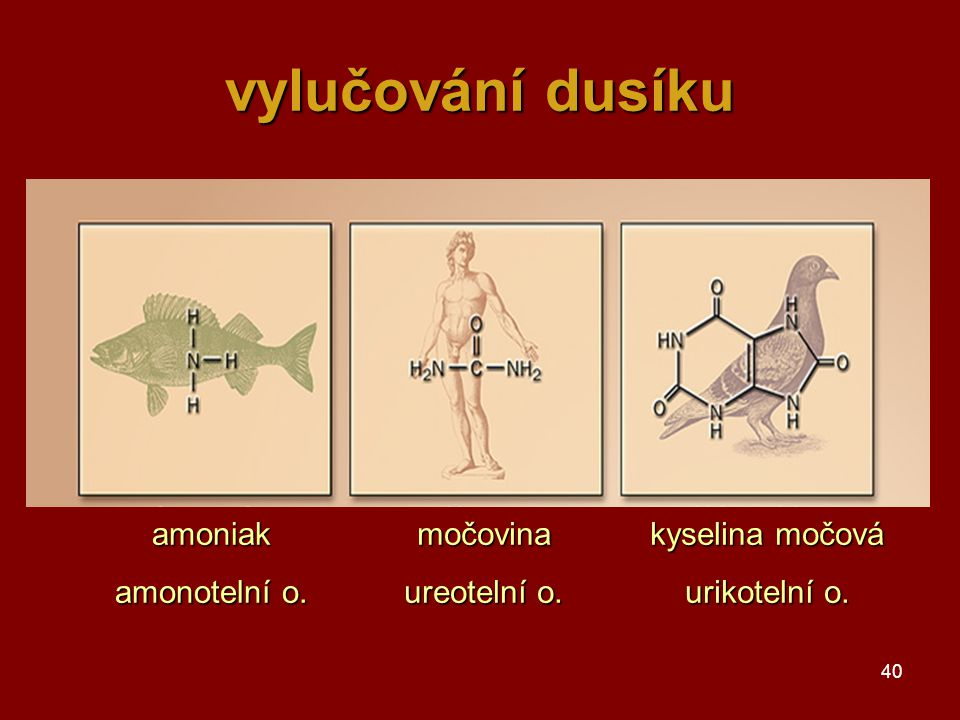 vylučování dusíku
H
N H
H
O
H₂N C NH₂
O
H
N
HN
O
O
N
H
N
H
amoniak močovina kyselina močová
amonotelní o. ureotelní o. urikotelní o.
40